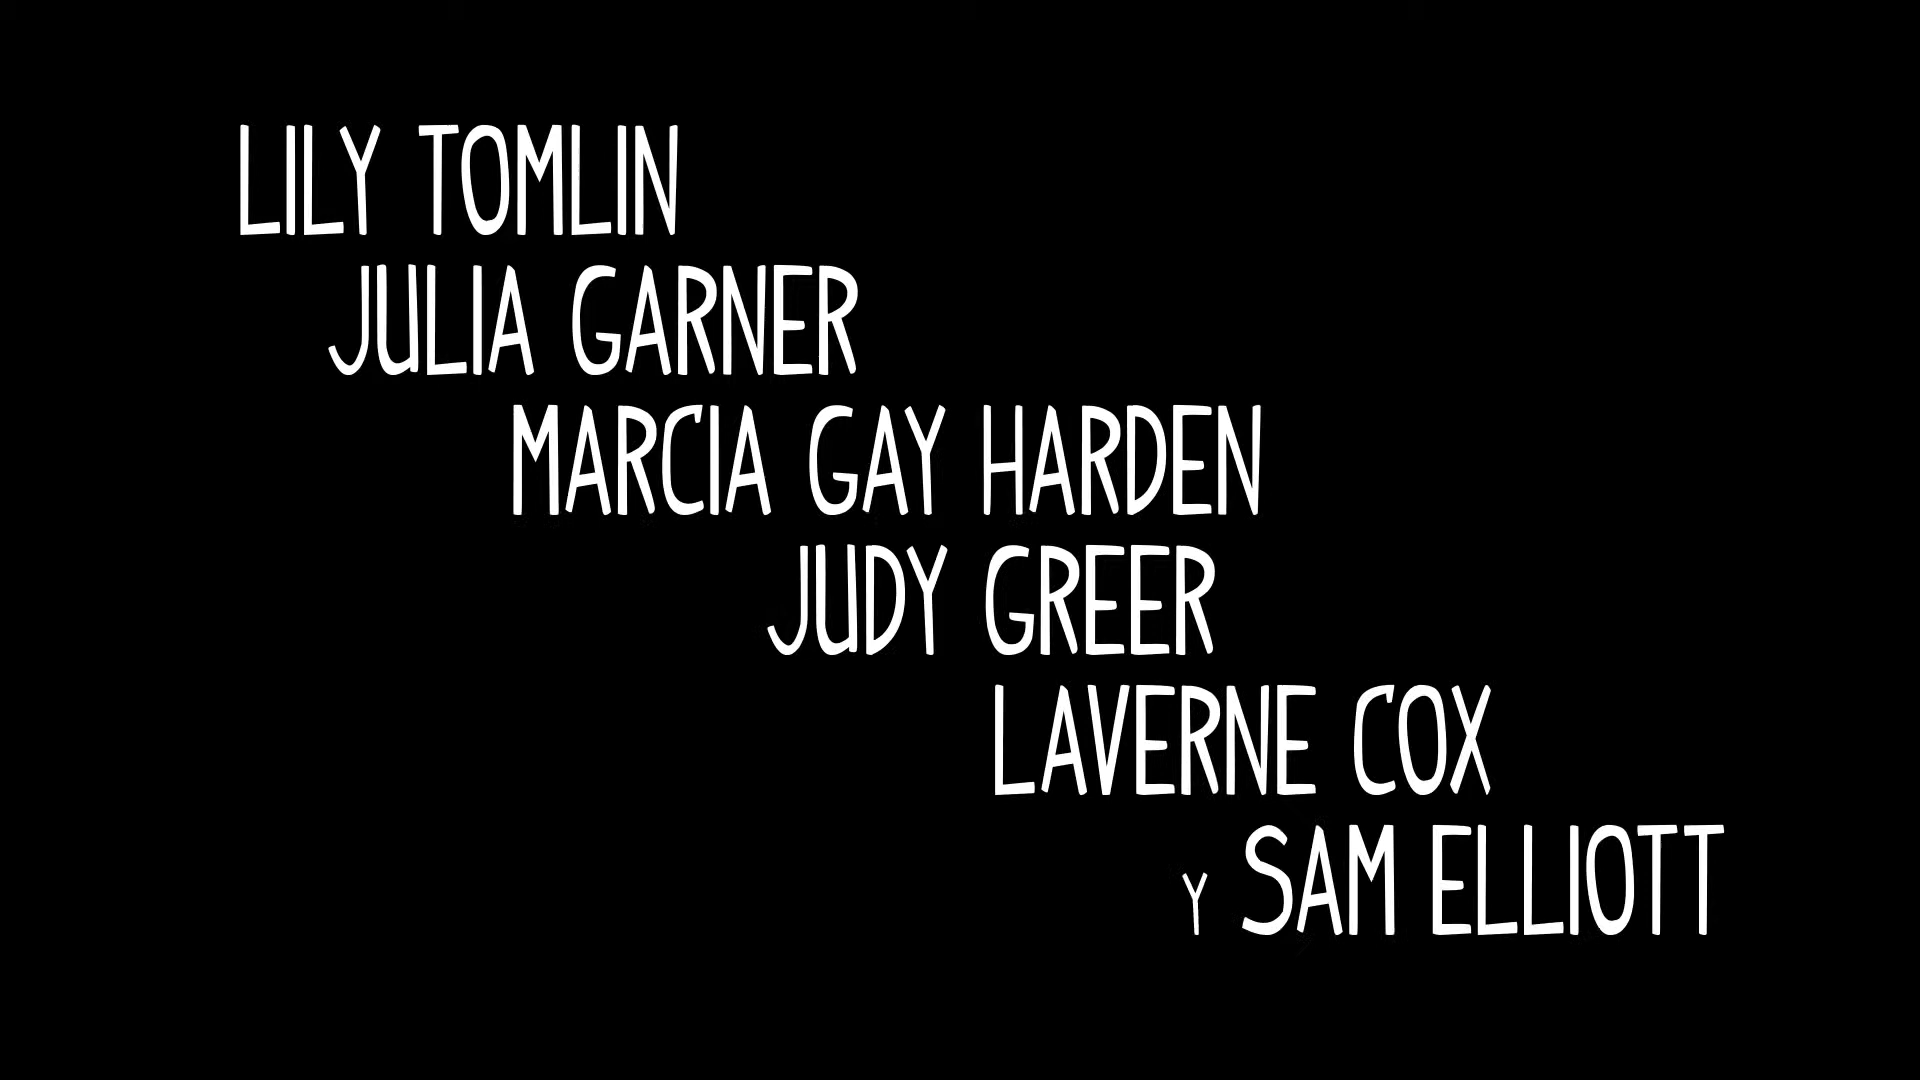 LILY TOMLIN
JULIA GARNER
MARCIA GAY HARDEN
JUDY GREER
LAVERNE COX
Y SAM ELLIOTT